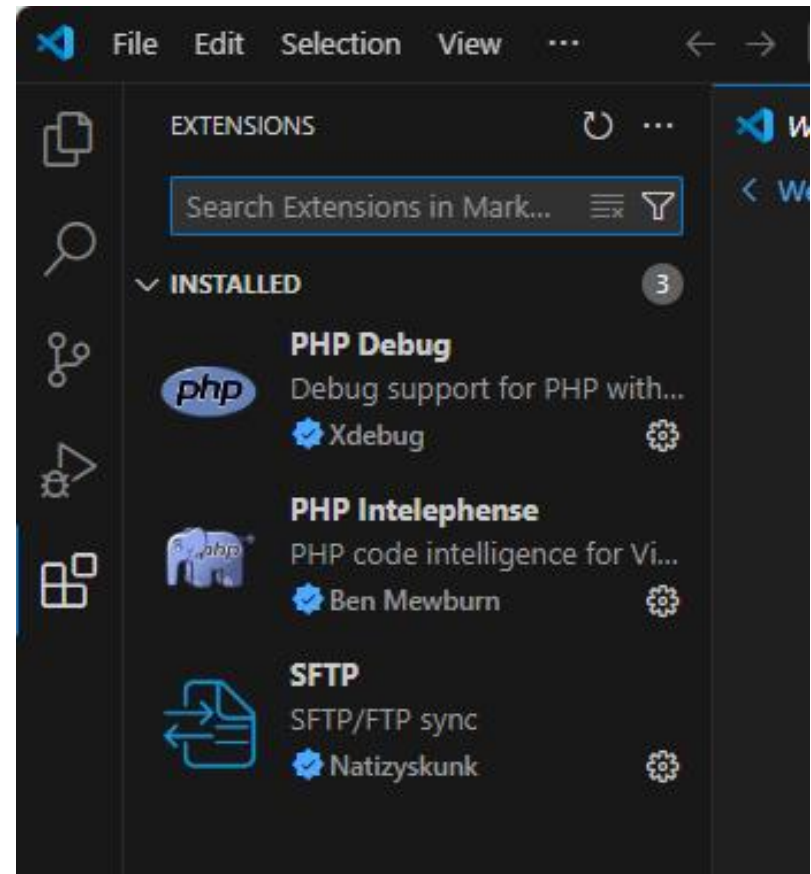 File Edit Selection View ...
EXTENSIONS
Search Extensions in Mark...
INSTALLED 3
PHP Debug
php
Debug support for PHP with...
Xdebug
PHP Intelephense
php
PHP code intelligence for Vi...
Ben Mewburn
SFTP
SFTP/FTP sync
Natizyskunk